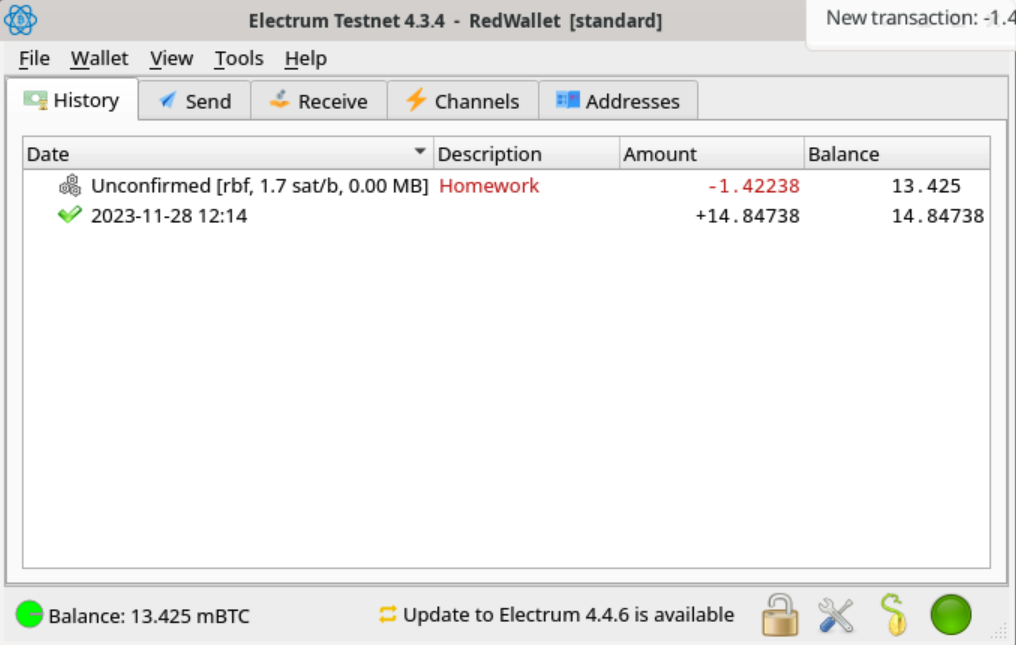 Electrum Testnet 4.3.4 - RedWallet [standard]
New transaction: -1.4
File Wallet View Tools Help
History Send Receive Channels Addresses
Date Description Amount Balance
Unconfirmed [rbf, 1.7 sat/b, 0.00 MB] Homework -1.42238 13.425
2023-11-28 12:14 +14.84738 14.84738
Balance: 13.425 mBTC Update to Electrum 4.4.6 is available